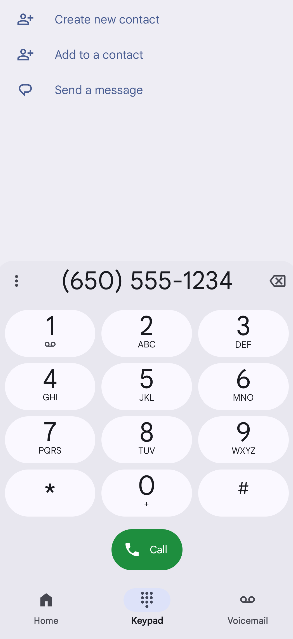 Create new contact
Add to a contact
Send a message
(650) 555-1234
1 2 3
ABC DEF
4 5 6
GHI JKL MNO
7 8 9
PQRS TUV WXYZ
* 0 #
+
Call
Home Keypad Voicemail